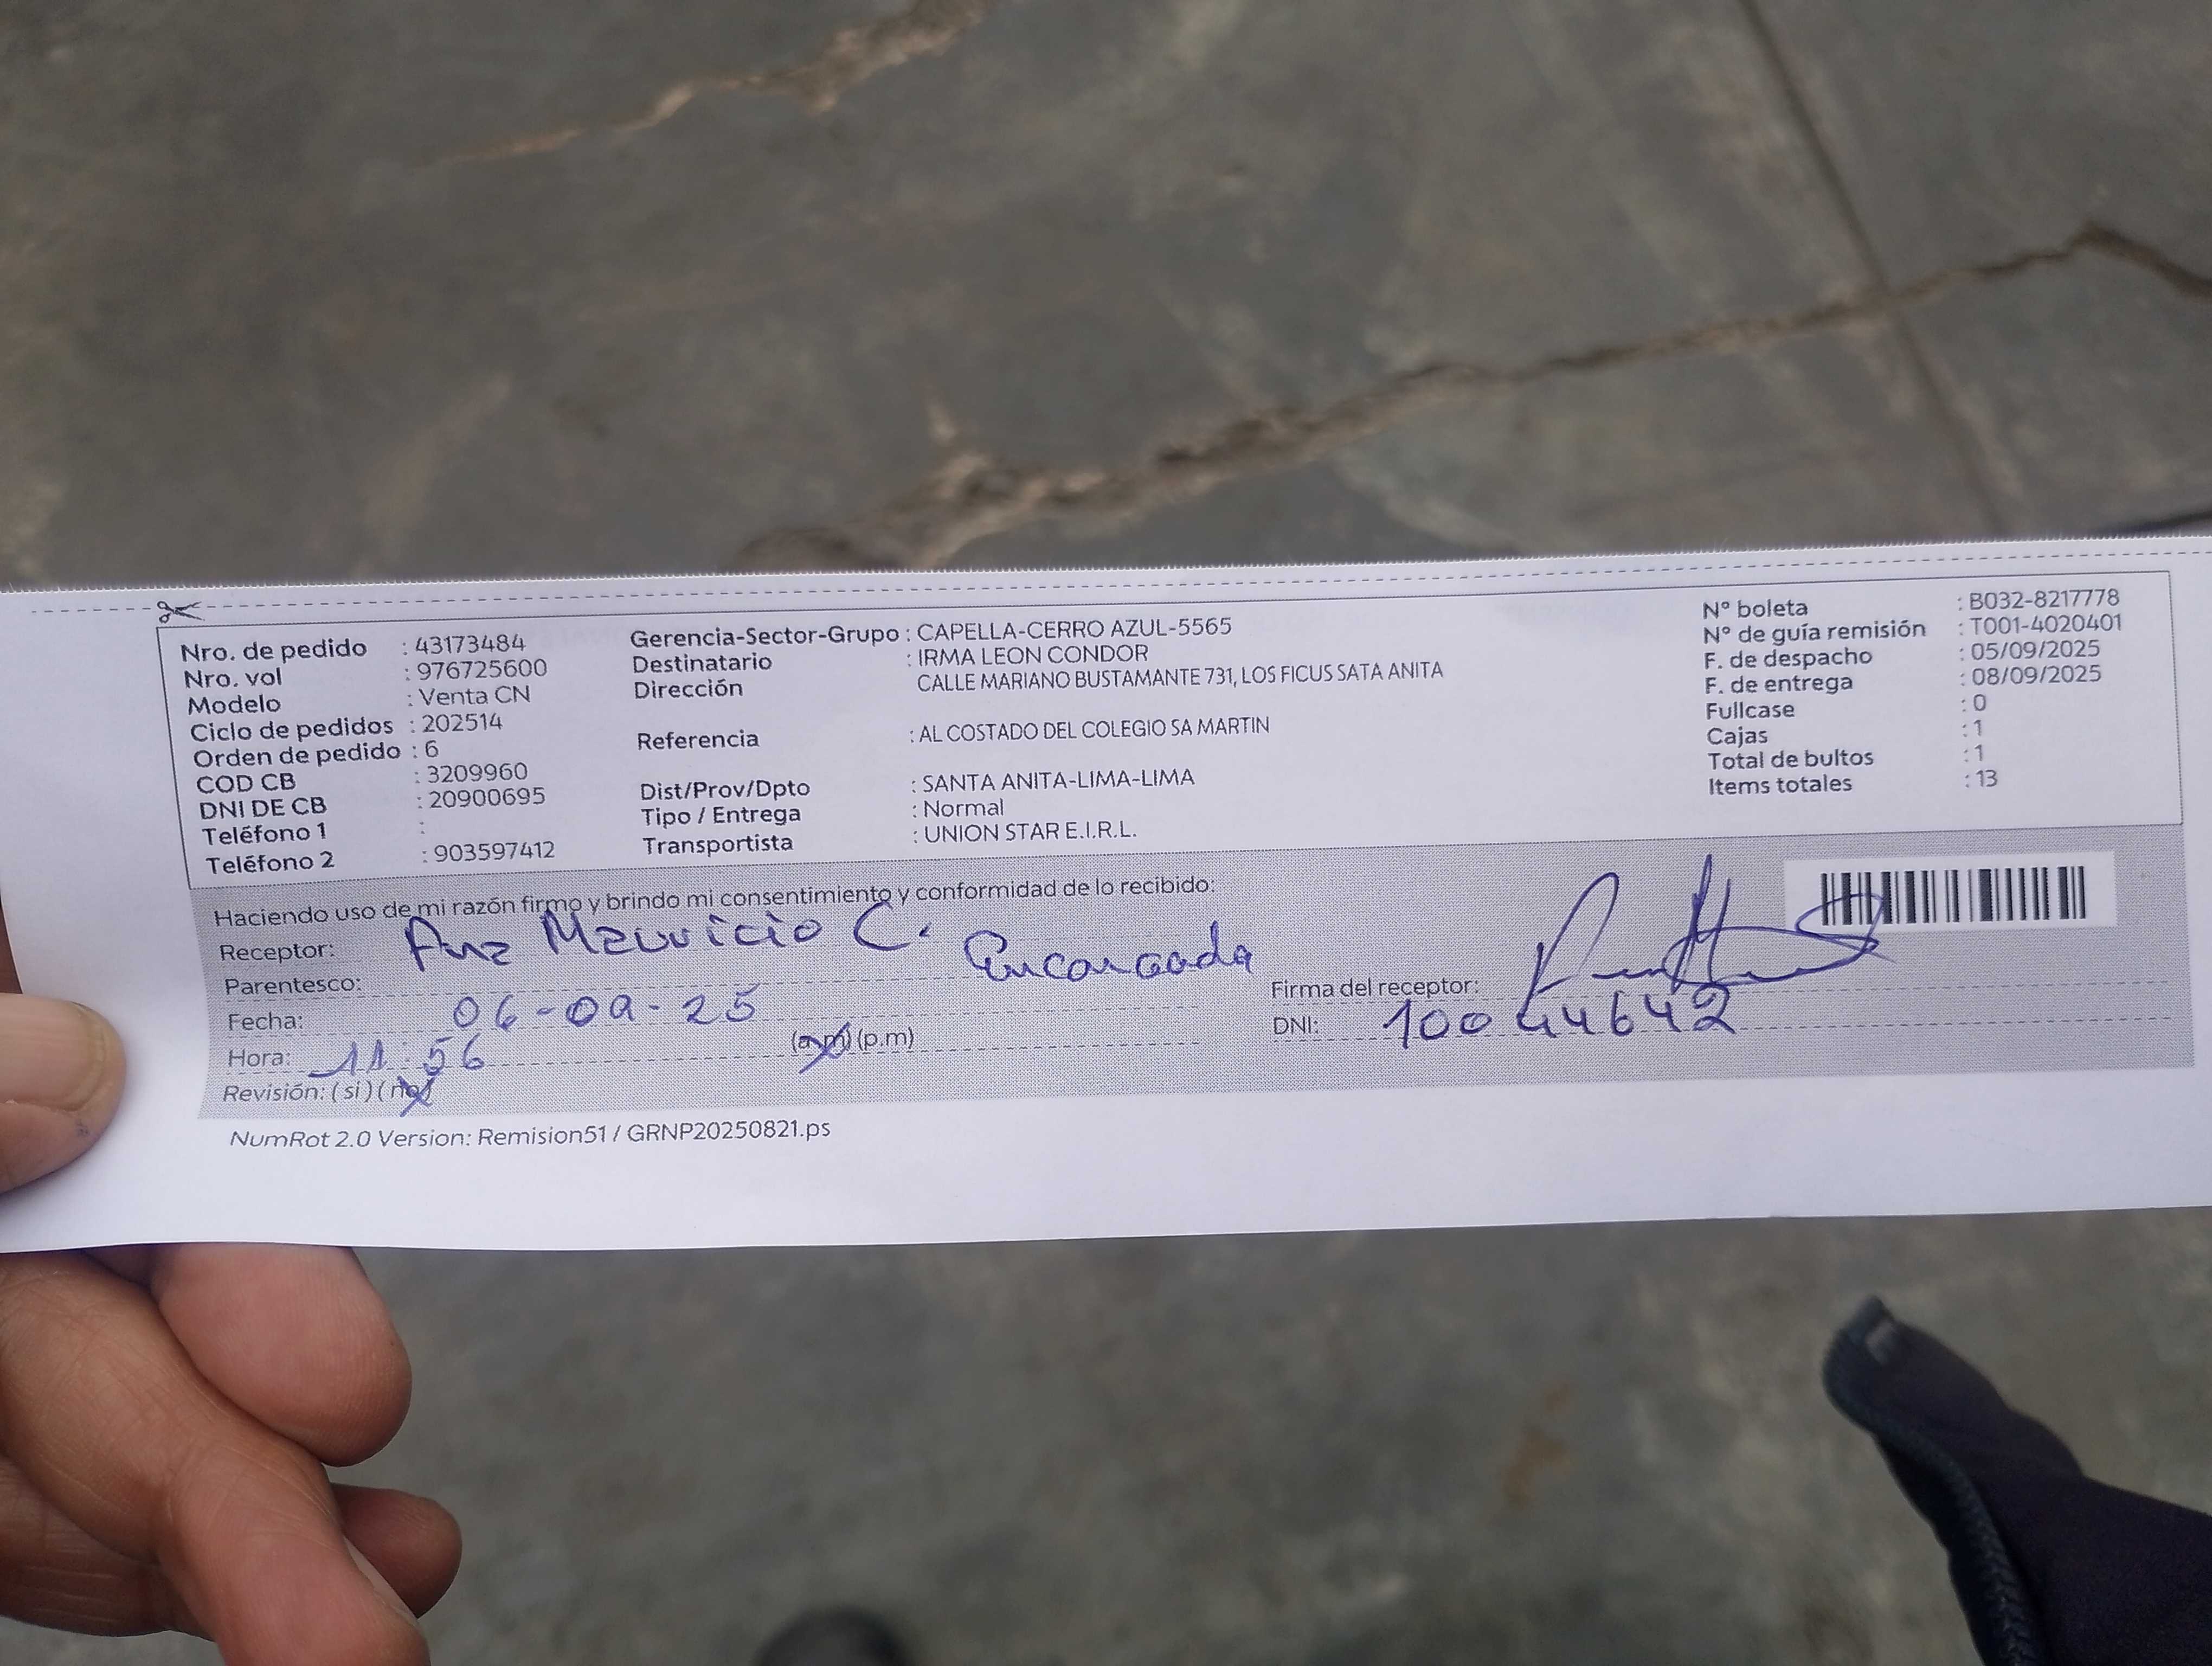 Nro. de pedido : 43173484
Nro. vol : 976725600
Modelo : Venta CN
Ciclo de pedidos : 202514
Orden de pedido : 6
COD CB : 3209960
DNI DE CB : 20900695
Teléfono 1 :
Teléfono 2 : 903597412
Gerencia-Sector-Grupo : CAPELLA-CERRO AZUL-5565
Destinatario : IRMA LEON CONDOR
Dirección CALLE MARIANO BUSTAMANTE 731, LOS FICUS SATA ANITA
Referencia : AL COSTADO DEL COLEGIO SA MARTIN
Dist/Prov/Dpto : SANTA ANITA-LIMA-LIMA
Tipo / Entrega : Normal
Transportista : UNION STAR E.I.R.L.
N° boleta : B032-8217778
N° de guía remisión : T001-4020401
F. de despacho : 05/09/2025
F. de entrega : 08/09/2025
Fullcase : 0
Cajas : 1
Total de bultos : 1
Items totales : 13
Haciendo uso de mi razón firmo y brindo mi consentimiento y conformidad de lo recibido:
Receptor: Ana Mauricio C.
Parentesco: Encargada
Fecha: 06-09-25
Hora: 11:56 (a.m) (p.m)
Revisión: ( si ) ( no )
Firma del receptor:
DNI: 10044642
NumRot 2.0 Version: Remision51 / GRNP20250821.ps